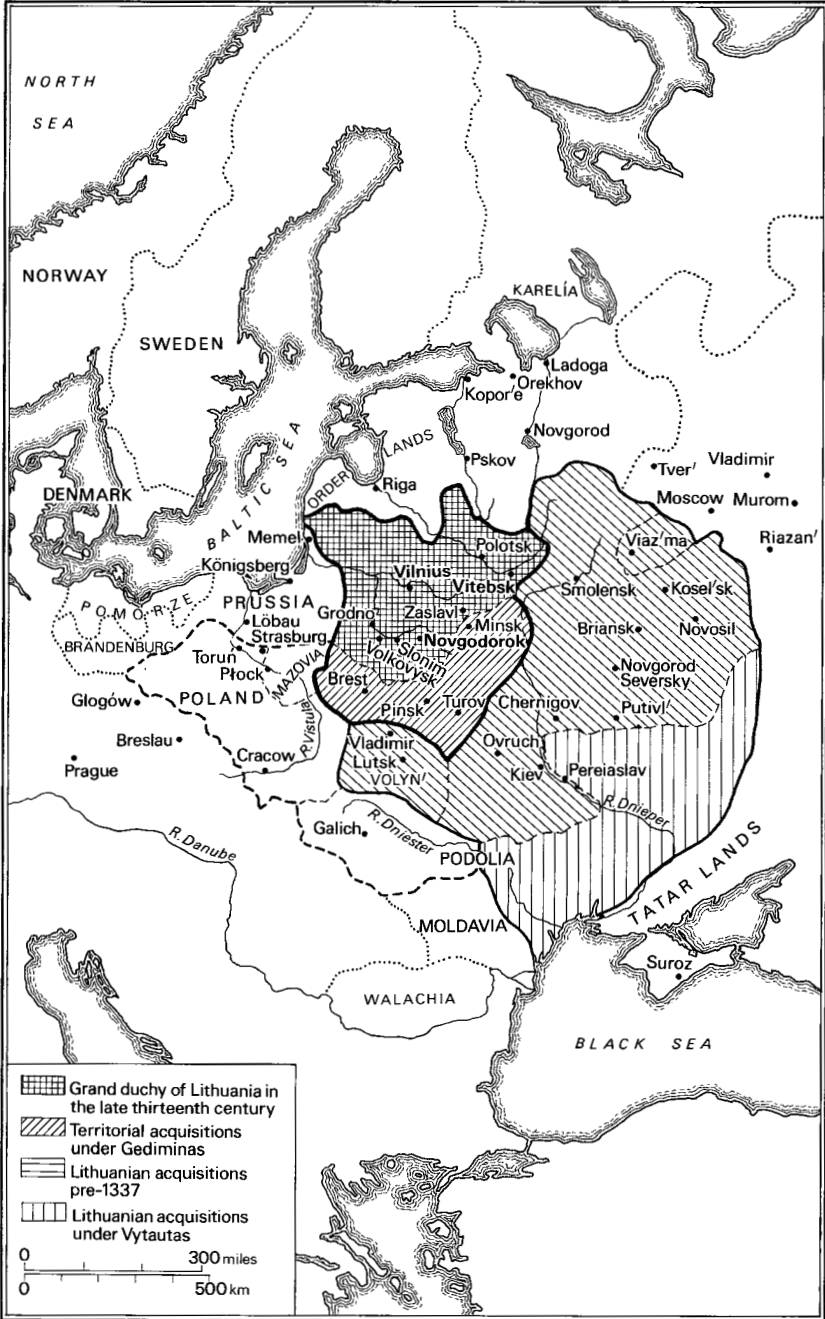 NORTH
SEA
NORWAY
SWEDEN
KARELÍA
Ladoga
Orekhov
Kopor'e
Novgorod
ORDER LANDS
Pskov
Riga
Tver'
Vladimir
Moscow
Murom
Riazan'
DENMARK
BALTIC SEA
Memel
Königsberg
Polotsk
Viaz'ma
Vilnius
Vitebsk
Smolensk
Kosel'sk
POMORZE
PRUSSIA
Grodno
Zaslavl
Minsk
Löbau
Strasburg
Novgodorok
Briansk
Novosil
BRANDENBURG
Slonim
Volkovysk
Toruń
MAZOVIA
Płock
Brest
Novgorod
Seversky
POLAND
Głogów
Pinsk
Turov
Chernigov
Putivl'
R.Vistula
Breslau
Vladimir
Ovruch
Prague
Cracow
Lutsk
VOLYN'
Kiev
Pereiaslav
R.Dnieper
Galich
R.Dniester
PODOLIA
R.Danube
TATAR LANDS
MOLDAVIA
Suroz
WALACHIA
BLACK SEA
Grand duchy of Lithuania in
the late thirteenth century
Territorial acquisitions
under Gediminas
Lithuanian acquisitions
pre-1337
Lithuanian acquisitions
under Vytautas
0 300 miles
0 500 km